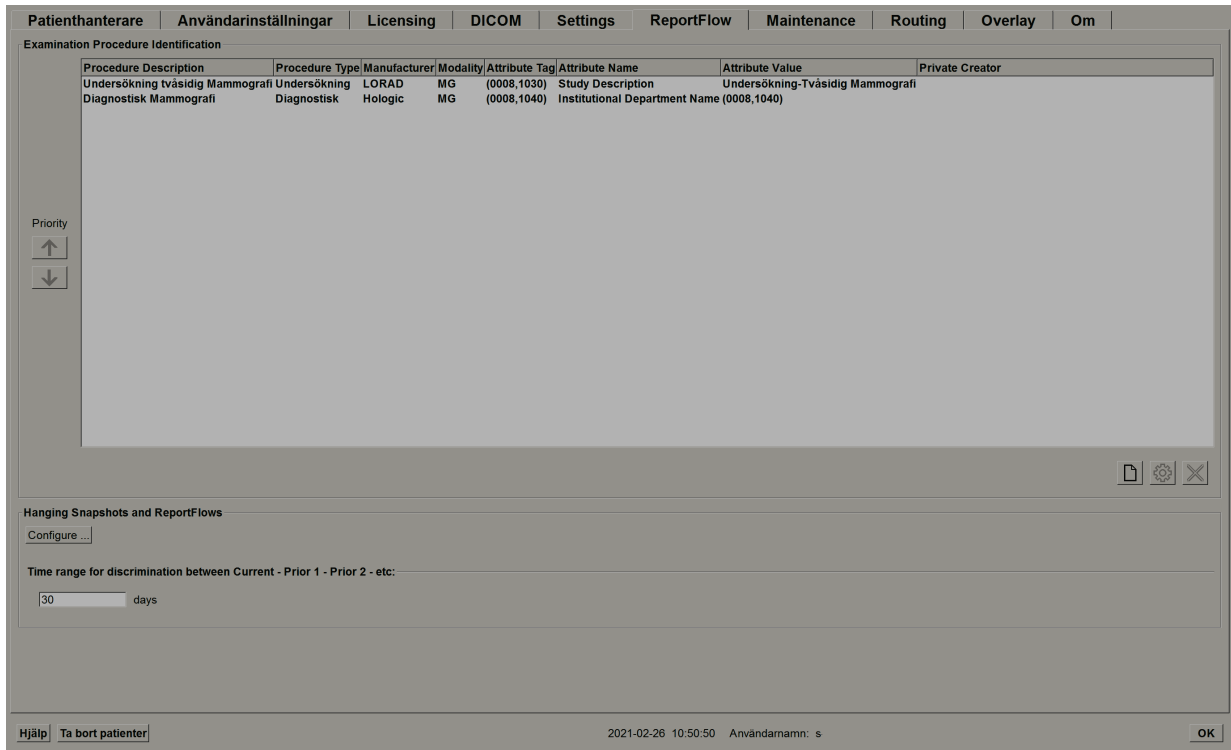 Patienthanterare Användarinställningar Licensing DICOM Settings ReportFlow Maintenance Routing Overlay Om
Examination Procedure Identification
Procedure Description Procedure Type Manufacturer Modality Attribute Tag Attribute Name Attribute Value Private Creator
Undersökning tvåsidig Mammografi Undersökning LORAD MG (0008,1030) Study Description Undersökning-Tvåsidig Mammografi
Diagnostisk Mammografi Diagnostisk Hologic MG (0008,1040) Institutional Department Name (0008,1040)
Priority
Hanging Snapshots and ReportFlows
Configure ...
Time range for discrimination between Current - Prior 1 - Prior 2 - etc:
30 days
Hjälp Ta bort patienter 2021-02-26 10:50:50 Användarnamn: s OK